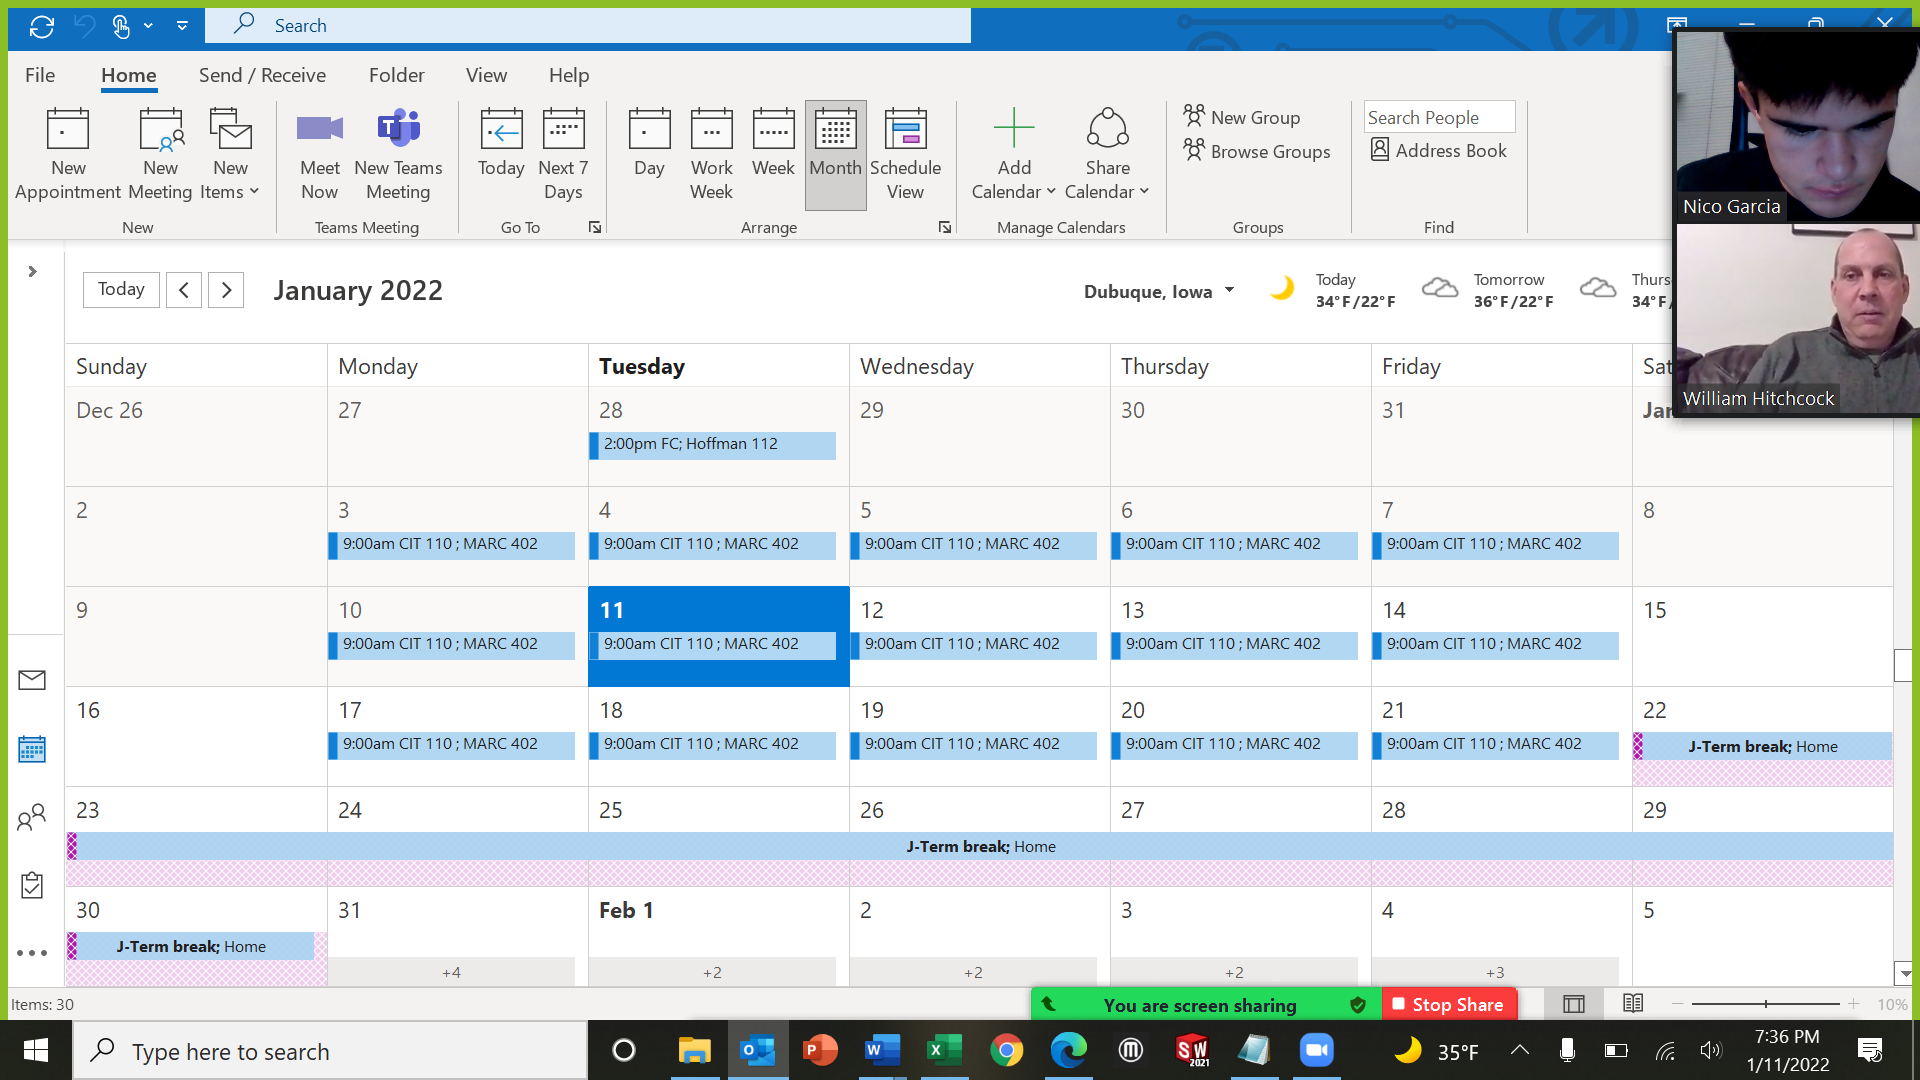 Search
File Home Send / Receive Folder View Help
New Appointment
New Meeting
New Items
Meet Now
New Teams Meeting
Today
Next 7 Days
Day
Work Week
Week
Month
Schedule View
Add Calendar
Share Calendar
New Group
Browse Groups
Search People
Address Book
New
Teams Meeting
Go To
Arrange
Manage Calendars
Groups
Find
Nico Garcia
William Hitchcock
Today
January 2022
Dubuque, Iowa
Today
34°F/22°F
Tomorrow
36°F/22°F
Thurs
34°F/
Sunday Monday Tuesday Wednesday Thursday Friday Sat
Dec 26 27 28 29 30 31 Jan
2:00pm FC; Hoffman 112
2 3 4 5 6 7 8
9:00am CIT 110 ; MARC 402 9:00am CIT 110 ; MARC 402 9:00am CIT 110 ; MARC 402 9:00am CIT 110 ; MARC 402 9:00am CIT 110 ; MARC 402
9 10 11 12 13 14 15
9:00am CIT 110 ; MARC 402 9:00am CIT 110 ; MARC 402 9:00am CIT 110 ; MARC 402 9:00am CIT 110 ; MARC 402 9:00am CIT 110 ; MARC 402
16 17 18 19 20 21 22
9:00am CIT 110 ; MARC 402 9:00am CIT 110 ; MARC 402 9:00am CIT 110 ; MARC 402 9:00am CIT 110 ; MARC 402 9:00am CIT 110 ; MARC 402 J-Term break; Home
23 24 25 26 27 28 29
J-Term break; Home
30 31 Feb 1 2 3 4 5
J-Term break; Home
+4 +2 +2 +2 +3
Items: 30
You are screen sharing
Stop Share
10%
Type here to search
35°F
7:36 PM
1/11/2022